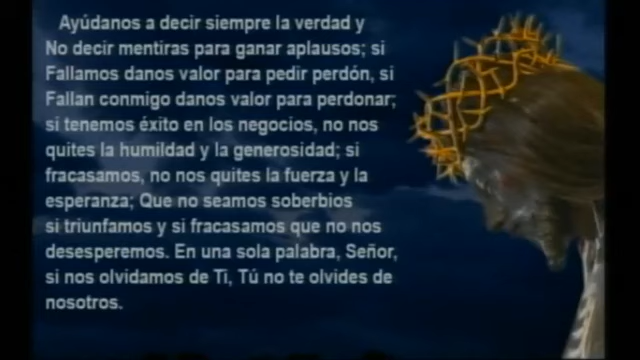 Ayúdanos a decir siempre la verdad y
No decir mentiras para ganar aplausos; si
Fallamos danos valor para pedir perdón, si
Fallan conmigo danos valor para perdonar;
si tenemos éxito en los negocios, no nos
quites la humildad y la generosidad; si
fracasamos, no nos quites la fuerza y la
esperanza; Que no seamos soberbios
si triunfamos y si fracasamos que no nos
desesperemos. En una sola palabra, Señor,
si nos olvidamos de Ti, Tú no te olvides de
nosotros.